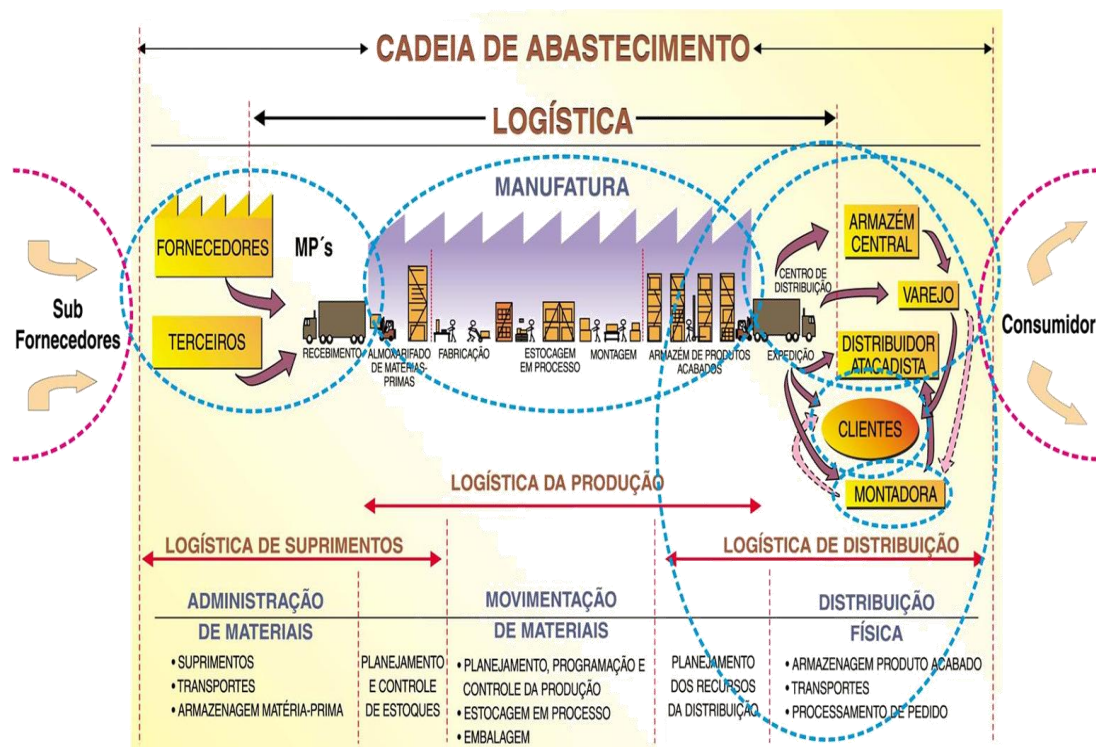 CADEIA DE ABASTECIMENTO
LOGÍSTICA
MANUFATURA
FORNECEDORES
MP´s
TERCEIROS
Sub
Fornecedores
RECEBIMENTO
ALMOXARIFADO
DE MATÉRIAS-
PRIMAS
FABRICAÇÃO
ESTOCAGEM
EM PROCESSO
MONTAGEM
ARMAZÉM DE PRODUTOS
ACABADOS
EXPEDIÇÃO
CENTRO DE
DISTRIBUIÇÃO
ARMAZÉM
CENTRAL
VAREJO
DISTRIBUIDOR
ATACADISTA
CLIENTES
MONTADORA
Consumidor
LOGÍSTICA DA PRODUÇÃO
LOGÍSTICA DE SUPRIMENTOS
LOGÍSTICA DE DISTRIBUIÇÃO
ADMINISTRAÇÃO
DE MATERIAIS
• SUPRIMENTOS
• TRANSPORTES
• ARMAZENAGEM MATÉRIA-PRIMA
PLANEJAMENTO
E CONTROLE
DE ESTOQUES
MOVIMENTAÇÃO
DE MATERIAIS
• PLANEJAMENTO, PROGRAMAÇÃO E
CONTROLE DA PRODUÇÃO
• ESTOCAGEM EM PROCESSO
• EMBALAGEM
PLANEJAMENTO
DOS RECURSOS
DA DISTRIBUIÇÃO
DISTRIBUIÇÃO
FÍSICA
• ARMAZENAGEM PRODUTO ACABADO
• TRANSPORTES
• PROCESSAMENTO DE PEDIDO